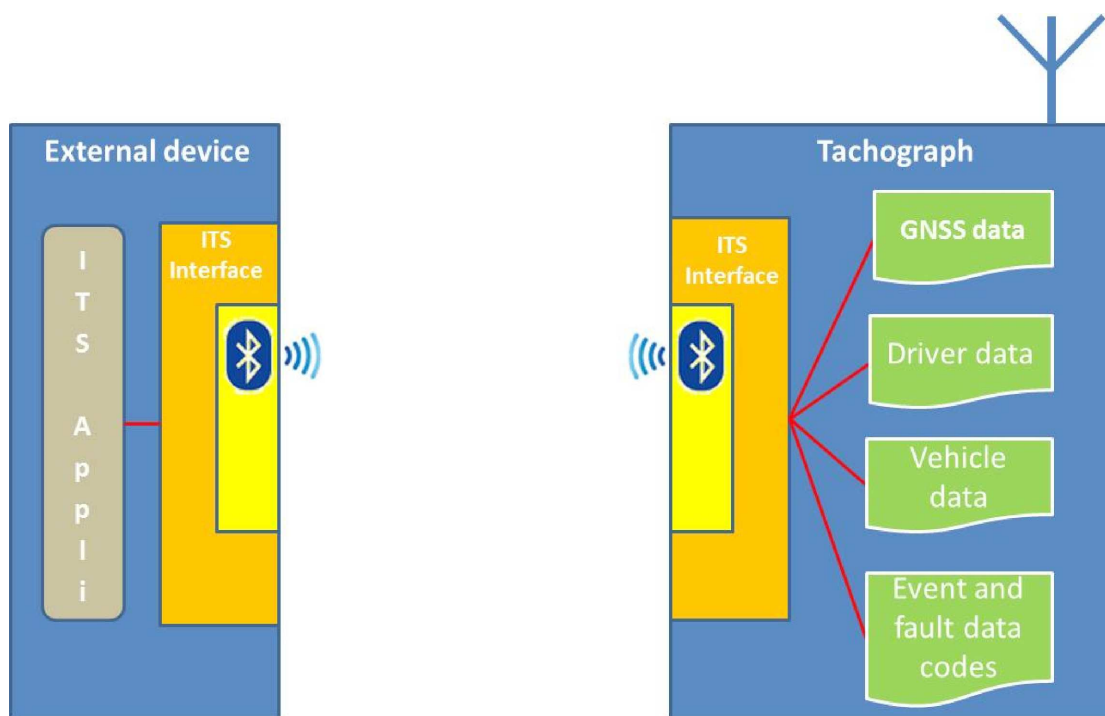 External device
ITS
Interface
I
T
S
A
p
p
l
i
Tachograph
ITS
Interface
GNSS data
Driver data
Vehicle
data
Event and
fault data
codes